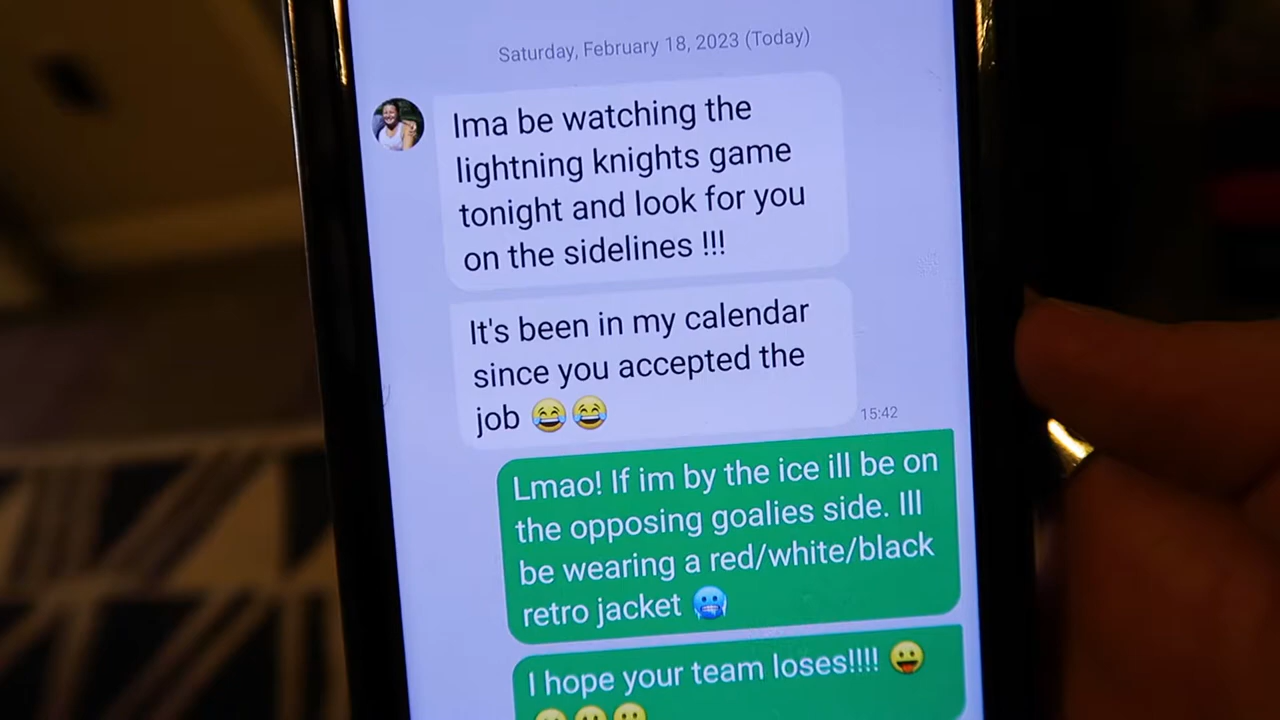 Saturday, February 18, 2023 (Today)
Ima be watching the
lightning knights game
tonight and look for you
on the sidelines !!!
It's been in my calendar
since you accepted the
job 😂😂
15:42
Lmao! If im by the ice ill be on
the opposing goalies side. Ill
be wearing a red/white/black
retro jacket 🥶
I hope your team loses!!!! 😛